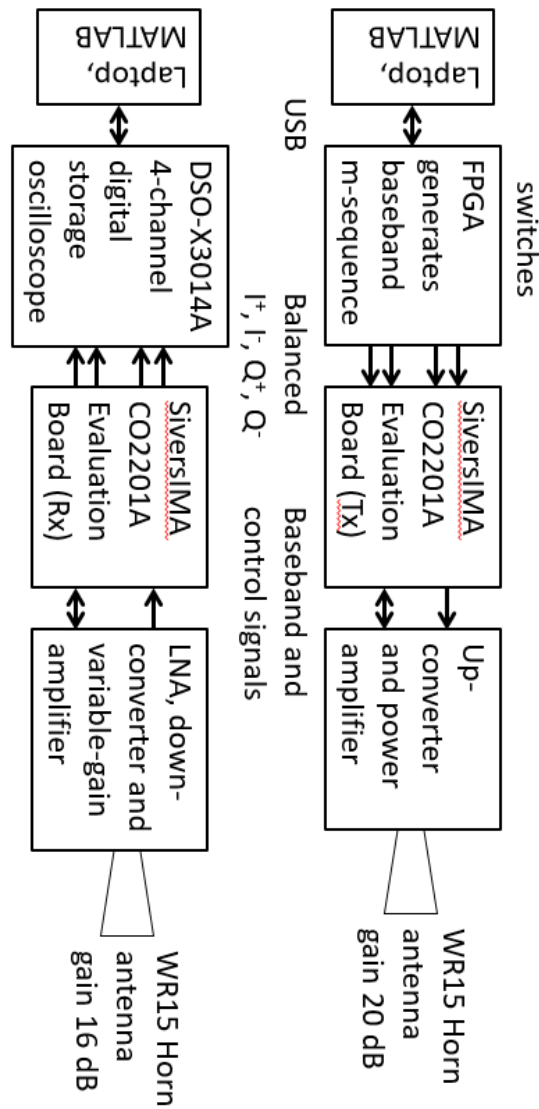 switches
Laptop,
MATLAB
FPGA
generates
baseband
m-sequence
SiversIMA
CO2201A
Evaluation
Board (Tx)
Up-
converter
and power
amplifier
WR15 Horn
antenna
gain 20 dB
USB
Balanced
I⁺, I⁻, Q⁺, Q⁻
Baseband and
control signals
Laptop,
MATLAB
DSO-X3014A
4-channel
digital
storage
oscilloscope
SiversIMA
CO2201A
Evaluation
Board (Rx)
LNA, down-
converter and
variable-gain
amplifier
WR15 Horn
antenna
gain 16 dB